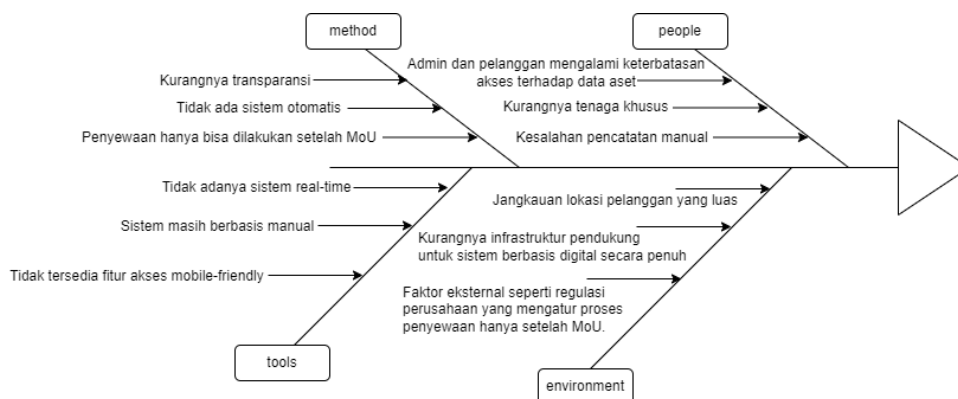 method
people
Kurangnya transparansi
Tidak ada sistem otomatis
Penyewaan hanya bisa dilakukan setelah MoU
Admin dan pelanggan mengalami keterbatasan
akses terhadap data aset
Kurangnya tenaga khusus
Kesalahan pencatatan manual
Tidak adanya sistem real-time
Sistem masih berbasis manual
Tidak tersedia fitur akses mobile-friendly
Jangkauan lokasi pelanggan yang luas
Kurangnya infrastruktur pendukung
untuk sistem berbasis digital secara penuh
Faktor eksternal seperti regulasi
perusahaan yang mengatur proses
penyewaan hanya setelah MoU.
tools
environment